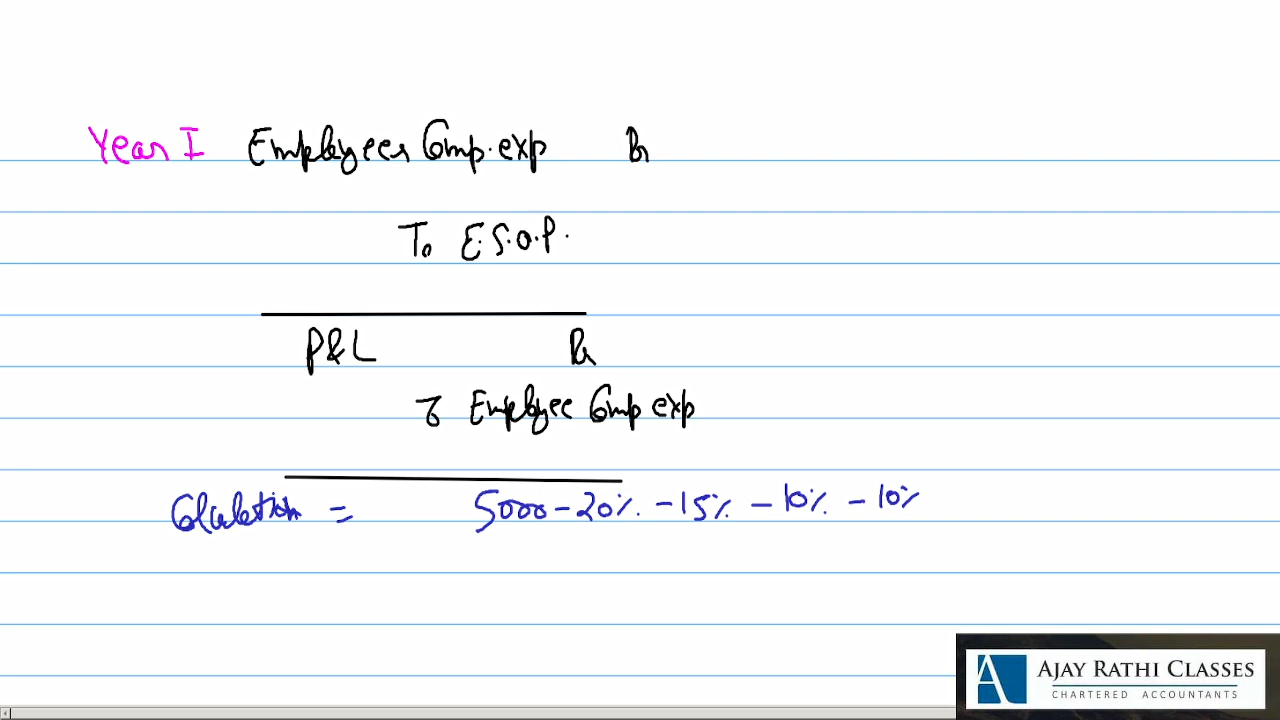 Year I Employees Comp. exp Dr
To E.S.O.P.
P&L Dr
To Employee Comp exp
Calculation = 5000 - 20% - 15% - 10% - 10%
AJAY RATHI CLASSES
CHARTERED ACCOUNTANTS